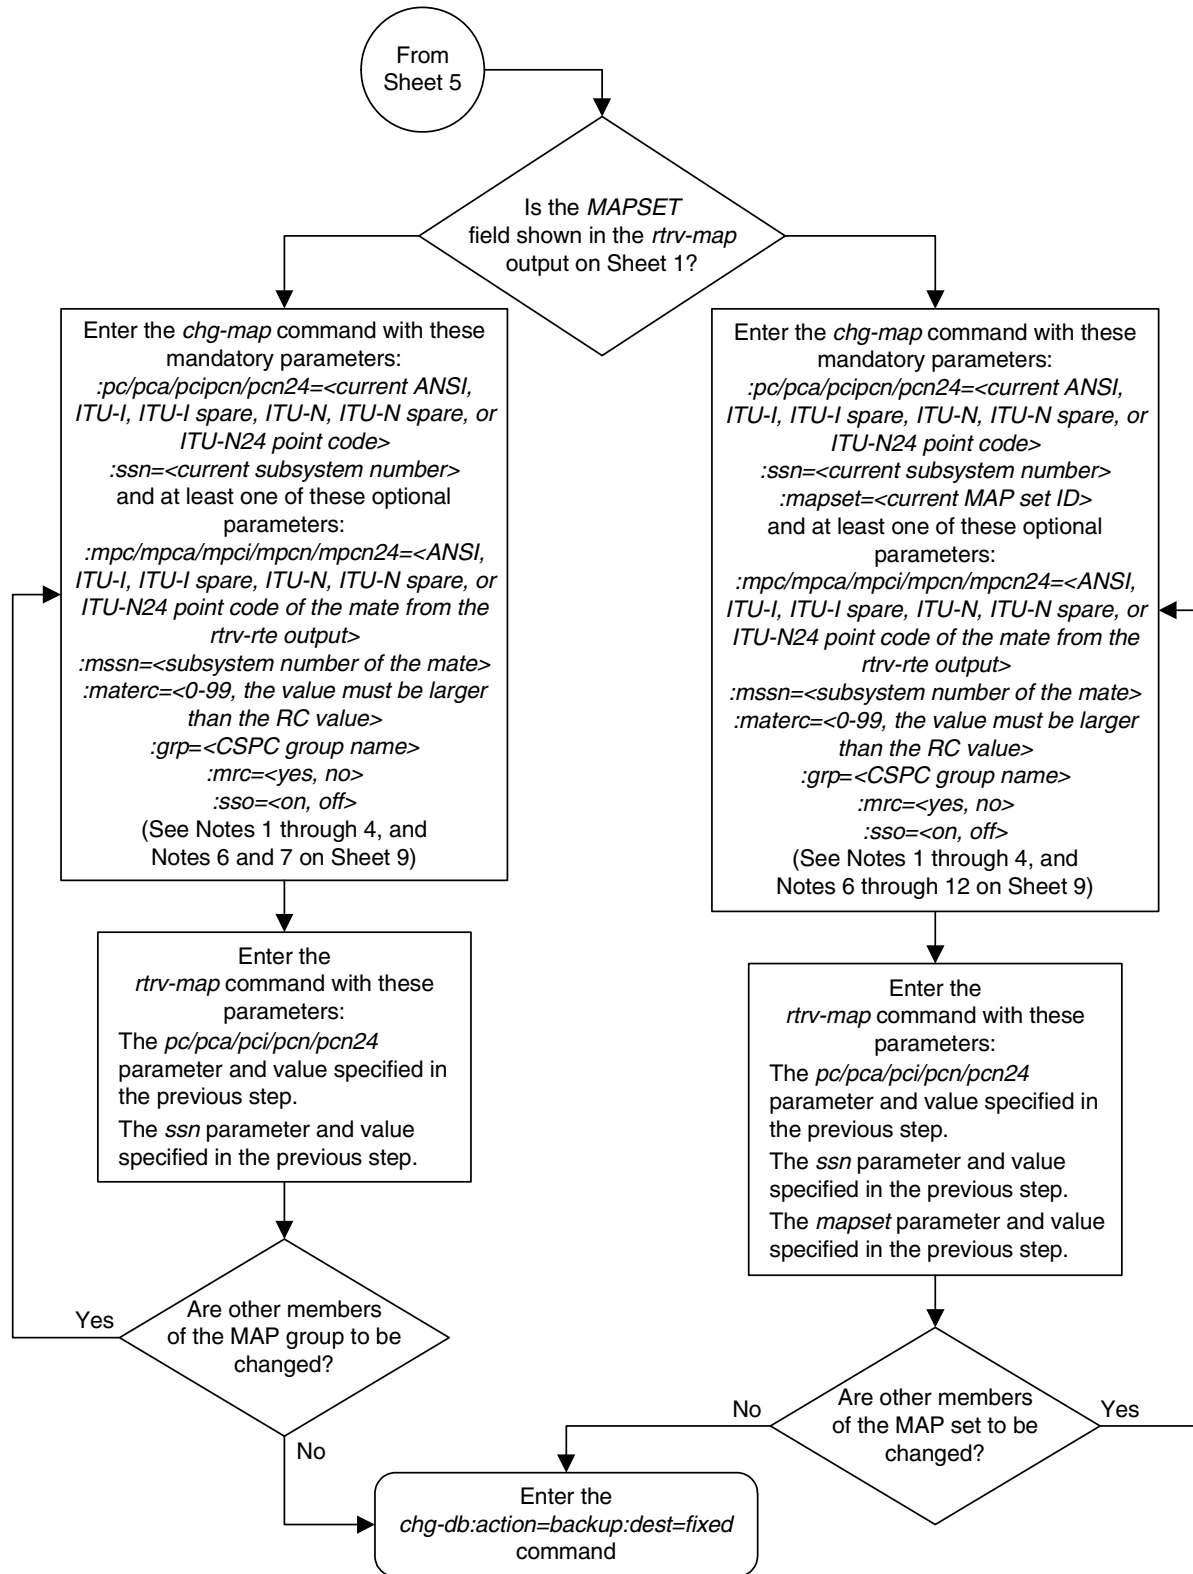 From
Sheet 5
Is the MAPSET
field shown in the rtrv-map
output on Sheet 1?
Enter the chg-map command with these
mandatory parameters:
:pc/pca/pcipcn/pcn24=<current ANSI,
ITU-I, ITU-I spare, ITU-N, ITU-N spare, or
ITU-N24 point code>
:ssn=<current subsystem number>
and at least one of these optional
parameters:
:mpc/mpca/mpci/mpcn/mpcn24=<ANSI,
ITU-I, ITU-I spare, ITU-N, ITU-N spare, or
ITU-N24 point code of the mate from the
rtrv-rte output>
:mssn=<subsystem number of the mate>
:materc=<0-99, the value must be larger
than the RC value>
:grp=<CSPC group name>
:mrc=<yes, no>
:sso=<on, off>
(See Notes 1 through 4, and
Notes 6 and 7 on Sheet 9)
Enter the
rtrv-map command with these
parameters:
The pc/pca/pci/pcn/pcn24
parameter and value specified in
the previous step.
The ssn parameter and value
specified in the previous step.
Are other members
of the MAP group to be
changed?
Yes
No
Enter the chg-map command with these
mandatory parameters:
:pc/pca/pcipcn/pcn24=<current ANSI,
ITU-I, ITU-I spare, ITU-N, ITU-N spare, or
ITU-N24 point code>
:ssn=<current subsystem number>
:mapset=<current MAP set ID>
and at least one of these optional
parameters:
:mpc/mpca/mpci/mpcn/mpcn24=<ANSI,
ITU-I, ITU-I spare, ITU-N, ITU-N spare, or
ITU-N24 point code of the mate from the
rtrv-rte output>
:mssn=<subsystem number of the mate>
:materc=<0-99, the value must be larger
than the RC value>
:grp=<CSPC group name>
:mrc=<yes, no>
:sso=<on, off>
(See Notes 1 through 4, and
Notes 6 through 12 on Sheet 9)
Enter the
rtrv-map command with these
parameters:
The pc/pca/pci/pcn/pcn24
parameter and value specified in
the previous step.
The ssn parameter and value
specified in the previous step.
The mapset parameter and value
specified in the previous step.
Are other members
of the MAP set to be
changed?
No
Yes
Enter the
chg-db:action=backup:dest=fixed
command